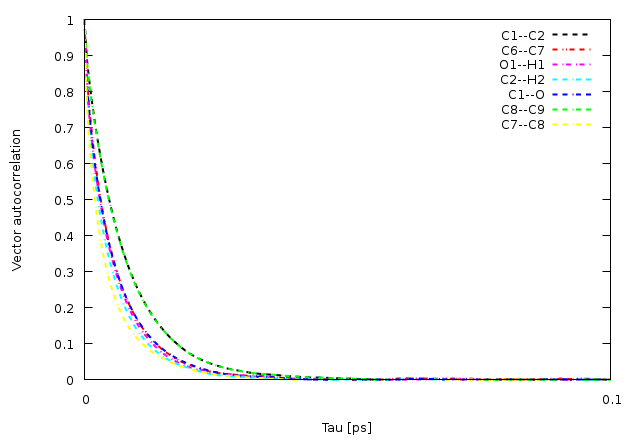 1
0.9
0.8
0.7
0.6
0.5
0.4
0.3
0.2
0.1
0
0
0.1
Vector autocorrelation
Tau [ps]
C1--C2
C6--C7
O1--H1
C2--H2
C1--O
C8--C9
C7--C8